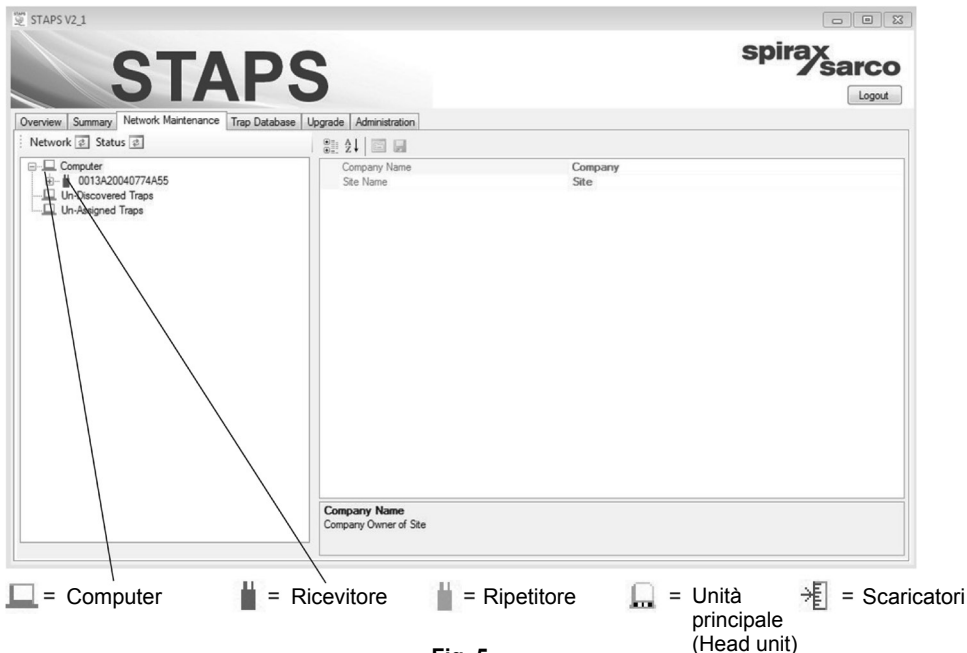 STAPS V2_1
STAPS
spirax
sarco
Logout
Overview Summary Network Maintenance Trap Database Upgrade Administration
Network Status
Computer
0013A20040774A55
Un-Discovered Traps
Un-Assigned Traps
Company Name Company
Site Name Site
Company Name
Company Owner of Site
= Computer
= Ricevitore
= Ripetitore
= Unità
principale
(Head unit)
= Scaricatori
Fig. 5